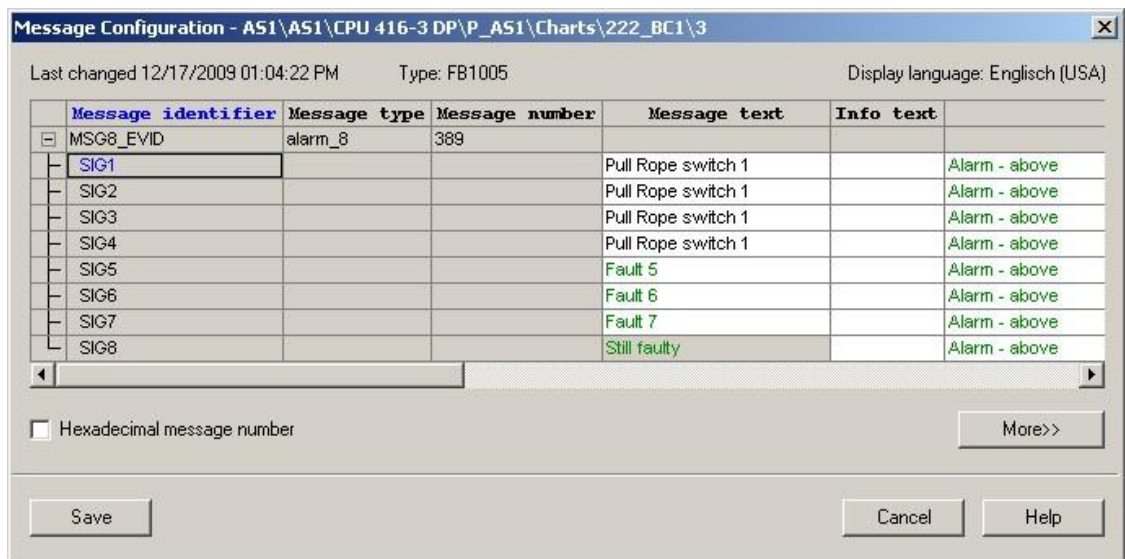 Message Configuration - AS1\AS1\CPU 416-3 DP\P_AS1\Charts\222_BC1\3
Last changed 12/17/2009 01:04:22 PM Type: FB1005 Display language: Englisch (USA)
Message identifier Message type Message number Message text Info text
MSG8_EVID alarm_8 389
SIG1 Pull Rope switch 1 Alarm - above
SIG2 Pull Rope switch 1 Alarm - above
SIG3 Pull Rope switch 1 Alarm - above
SIG4 Pull Rope switch 1 Alarm - above
SIG5 Fault 5 Alarm - above
SIG6 Fault 6 Alarm - above
SIG7 Fault 7 Alarm - above
SIG8 Still faulty Alarm - above
Hexadecimal message number More>>
Save Cancel Help